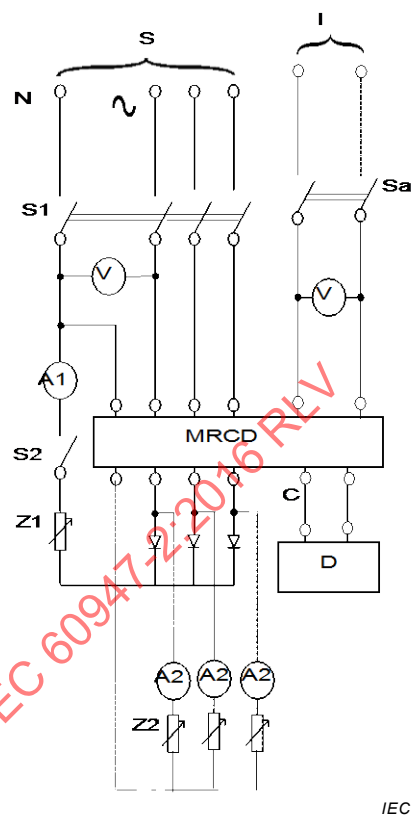 S
I
N
∿
S1
Sa
V
V
A1
MRCD
S2
C
Z1
D
A2 A2 A2
Z2
IEC 60947-2:2016 RLV
IEC